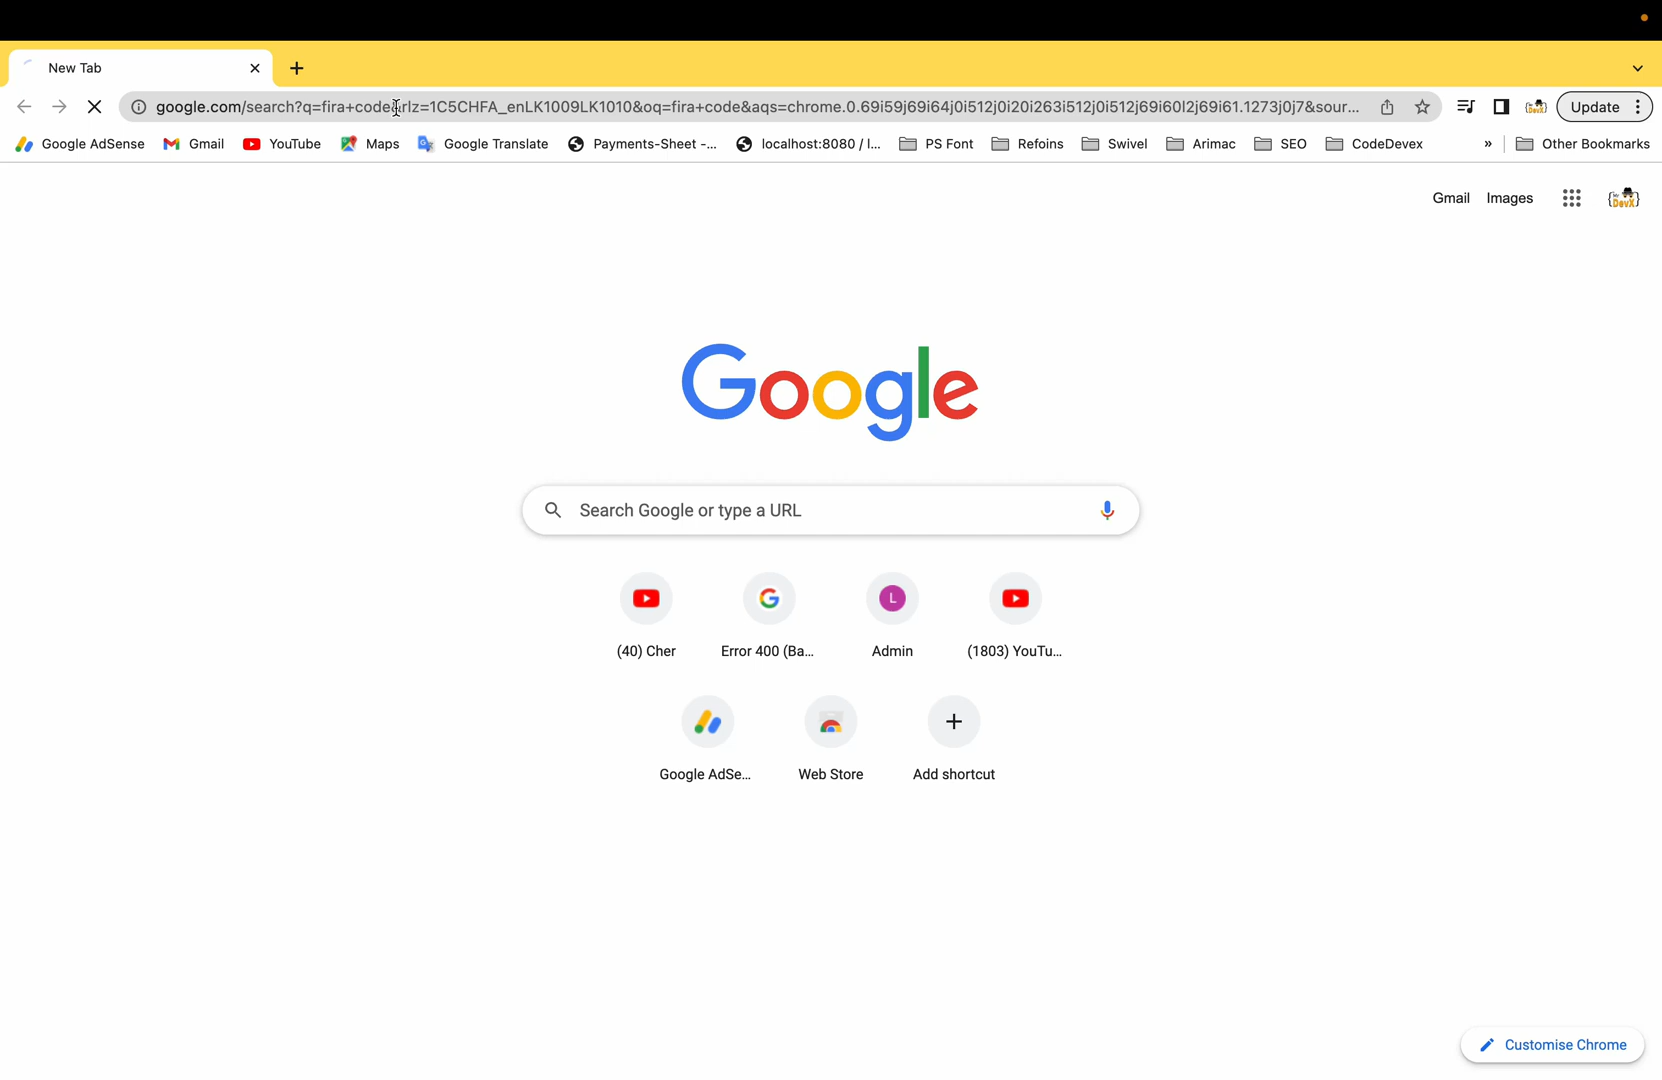 New Tab
google.com/search?q=fira+code&rlz=1C5CHFA_enLK1009LK1010&oq=fira+code&aqs=chrome.0.69i59j69i64j0i512j0i20i263i512j0i512j69i60l2j69i61.1273j0j7&sour...
Update
Google AdSense Gmail YouTube Maps Google Translate Payments-Sheet -... localhost:8080 / l... PS Font Refoins Swivel Arimac SEO CodeDevex » Other Bookmarks
Gmail Images
Google
Search Google or type a URL
L
(40) Cher Error 400 (Ba... Admin (1803) YouTu...
Google AdSe... Web Store Add shortcut
Customise Chrome